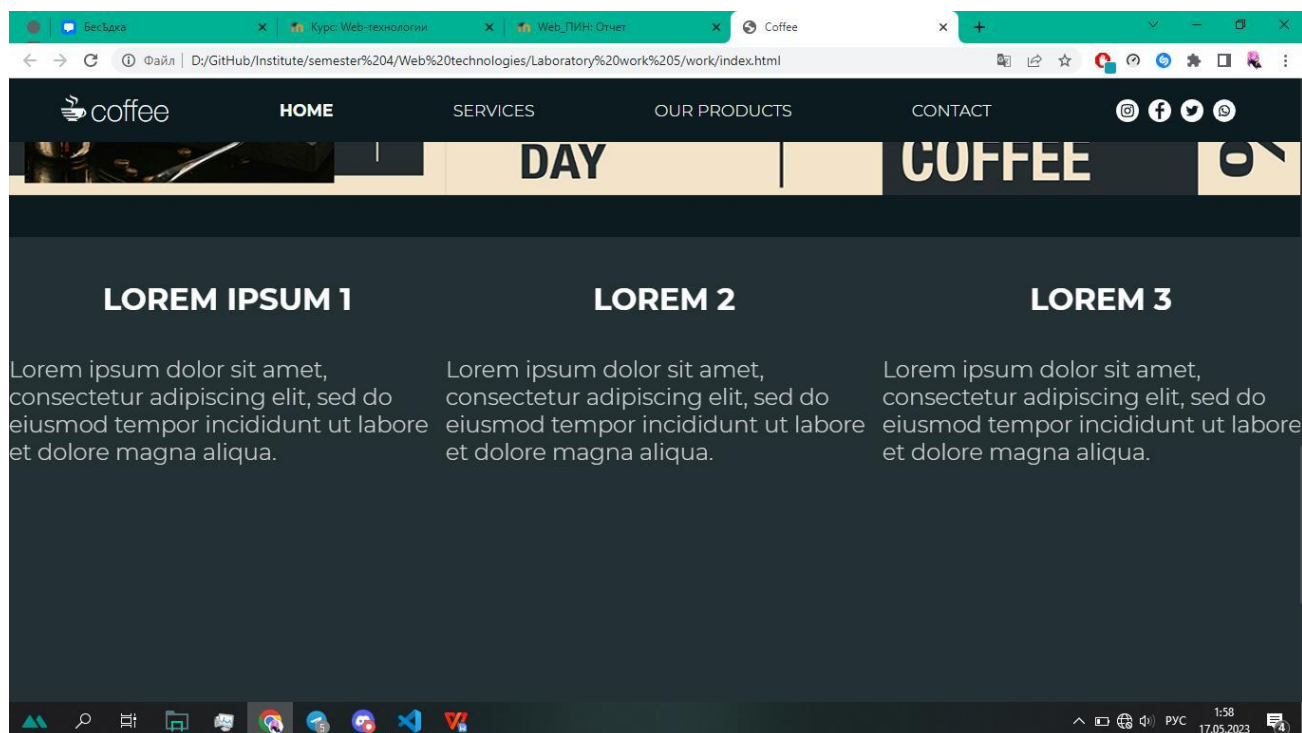 БесЪдка
Курс: Web-технологии
Web_ПИН: Отчет
Coffee
Файл | D:/GitHub/Institute/semester%204/Web%20technologies/Laboratory%20work%205/work/index.html
coffee
HOME
SERVICES
OUR PRODUCTS
CONTACT
DAY
COFFEE
LOREM IPSUM 1
LOREM 2
LOREM 3
Lorem ipsum dolor sit amet,
consectetur adipiscing elit, sed do
eiusmod tempor incididunt ut labore
et dolore magna aliqua.
Lorem ipsum dolor sit amet,
consectetur adipiscing elit, sed do
eiusmod tempor incididunt ut labore
et dolore magna aliqua.
Lorem ipsum dolor sit amet,
consectetur adipiscing elit, sed do
eiusmod tempor incididunt ut labore
et dolore magna aliqua.
РУС
1:58
17.05.2023
4